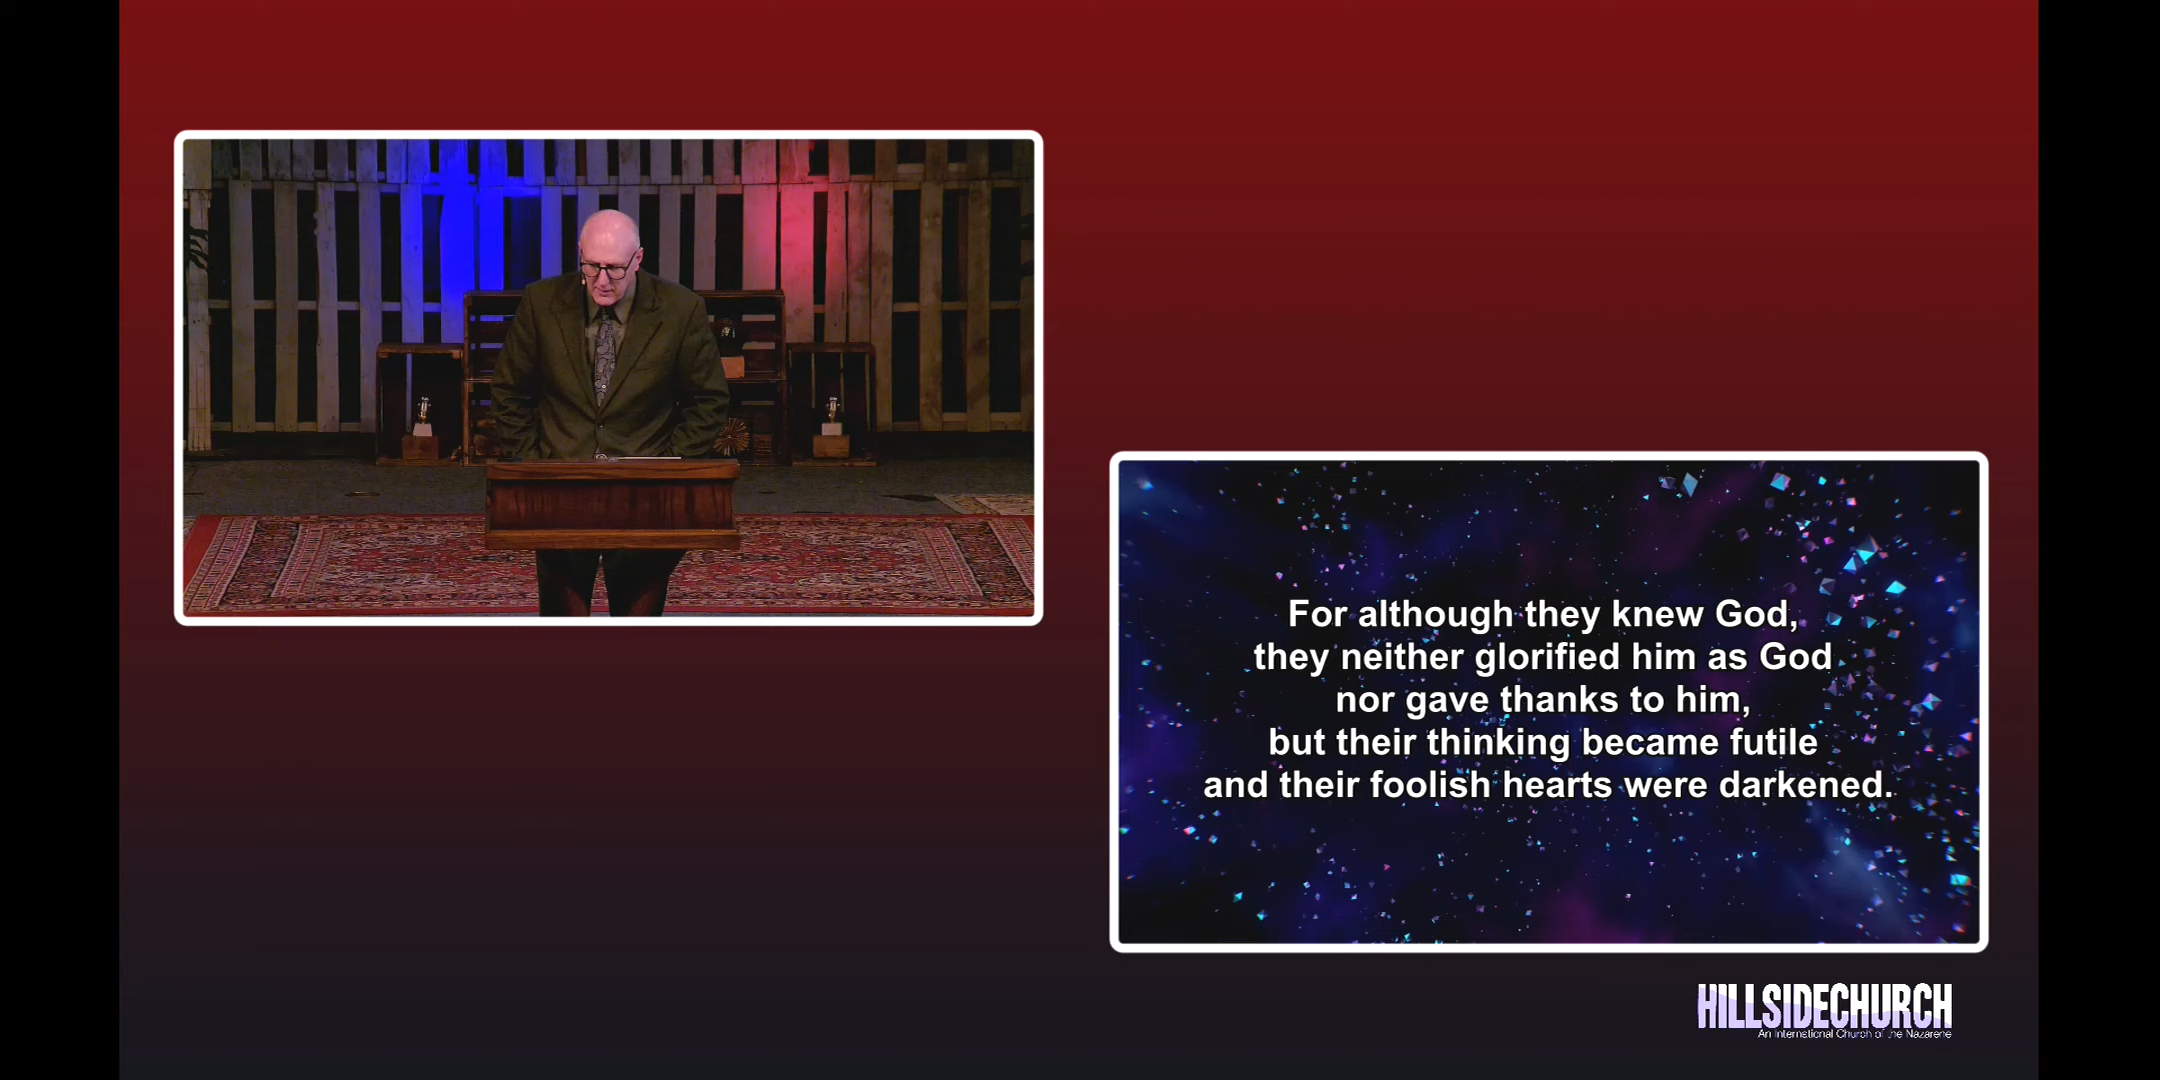 For although they knew God,
they neither glorified him as God
nor gave thanks to him,
but their thinking became futile
and their foolish hearts were darkened.
HILLSIDECHURCH
An International Church of the Nazarene